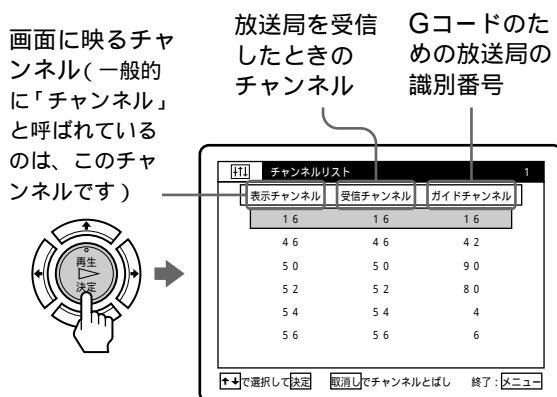 画面に映るチャ
ンネル(一般的
に「チャンネル」
と呼ばれている
のは、このチャ
ンネルです)
放送局を受信
したときの
チャンネル
Gコードのた
めの放送局の
識別番号
チャンネルリスト 1
表示チャンネル 受信チャンネル ガイドチャンネル
16 16 16
46 46 42
50 50 90
52 52 80
54 54 4
56 56 6
再生
決定
↑↓で選択して決定 取消しでチャンネルとばし 終了:メニュー